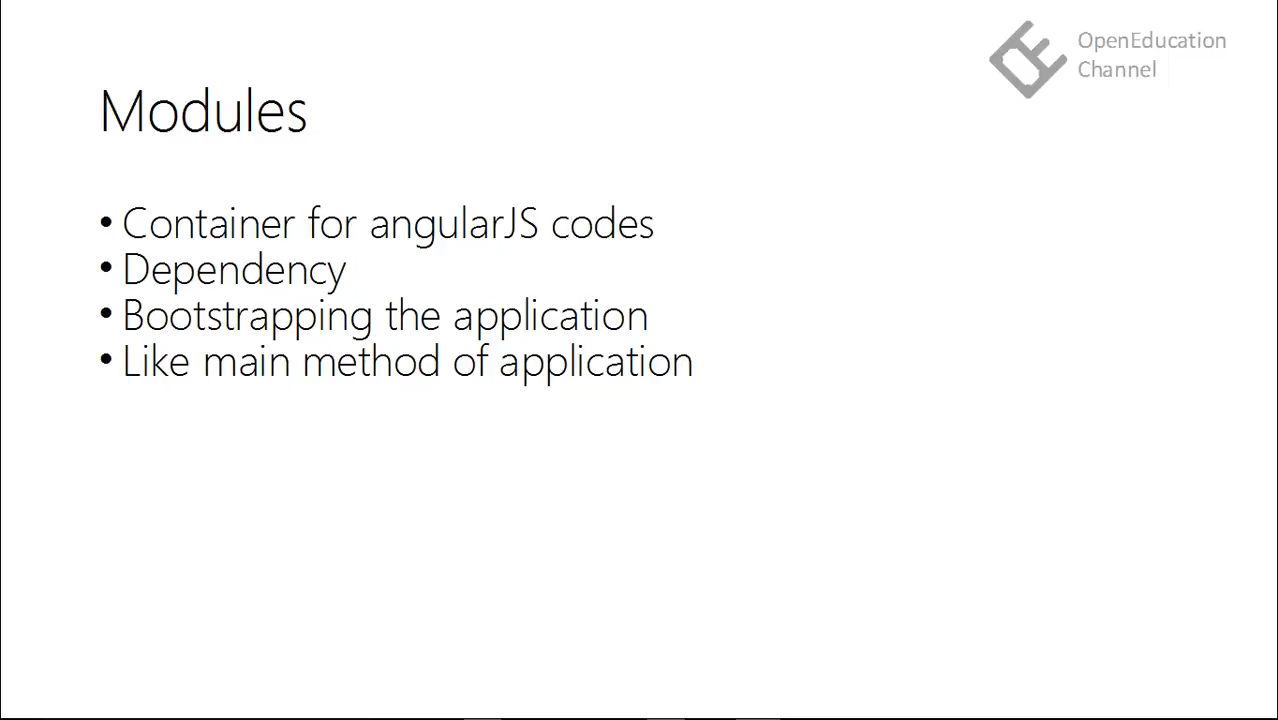 OpenEducation
Channel
Modules
• Container for angularJS codes
• Dependency
• Bootstrapping the application
• Like main method of application